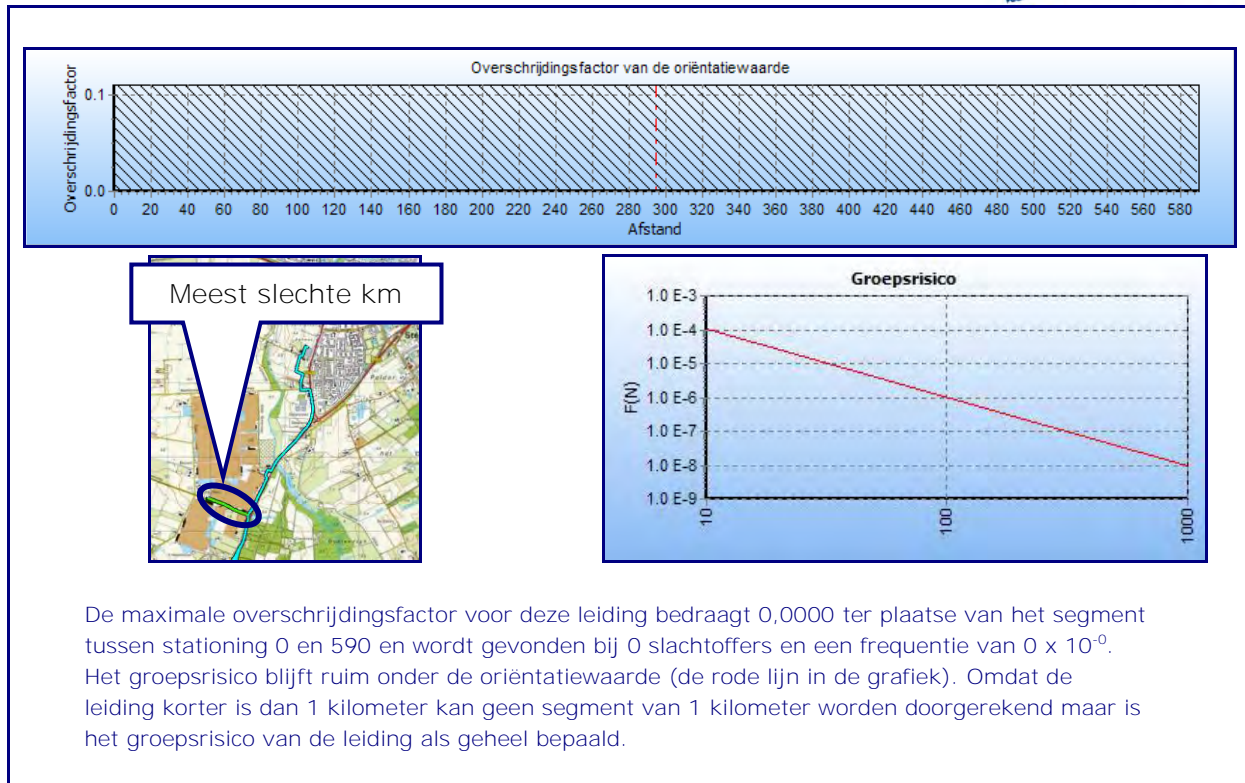 Overschrijdingsfactor van de oriëntatiewaarde
Overschrijdingsfactor
0.1
0.0
0 20 40 60 80 100 120 140 160 180 200 220 240 260 280 300 320 340 360 380 400 420 440 460 480 500 520 540 560 580
Afstand
Meest slechte km
Groepsrisico
F(N)
1.0 E-3
1.0 E-4
1.0 E-5
1.0 E-6
1.0 E-7
1.0 E-8
1.0 E-9
10 100 1000
De maximale overschrijdingsfactor voor deze leiding bedraagt 0,0000 ter plaatse van het segment
tussen stationing 0 en 590 en wordt gevonden bij 0 slachtoffers en een frequentie van 0 x 10⁻⁰.
Het groepsrisico blijft ruim onder de oriëntatiewaarde (de rode lijn in de grafiek). Omdat de
leiding korter is dan 1 kilometer kan geen segment van 1 kilometer worden doorgerekend maar is
het groepsrisico van de leiding als geheel bepaald.